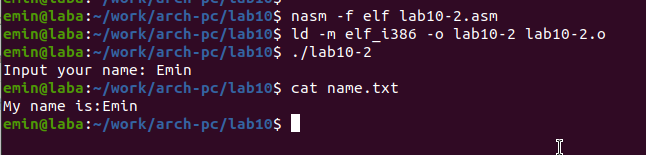 emin@laba:~/work/arch-pc/lab10$ nasm -f elf lab10-2.asm
emin@laba:~/work/arch-pc/lab10$ ld -m elf_i386 -o lab10-2 lab10-2.o
emin@laba:~/work/arch-pc/lab10$ ./lab10-2
Input your name: Emin
emin@laba:~/work/arch-pc/lab10$ cat name.txt
My name is:Emin
emin@laba:~/work/arch-pc/lab10$